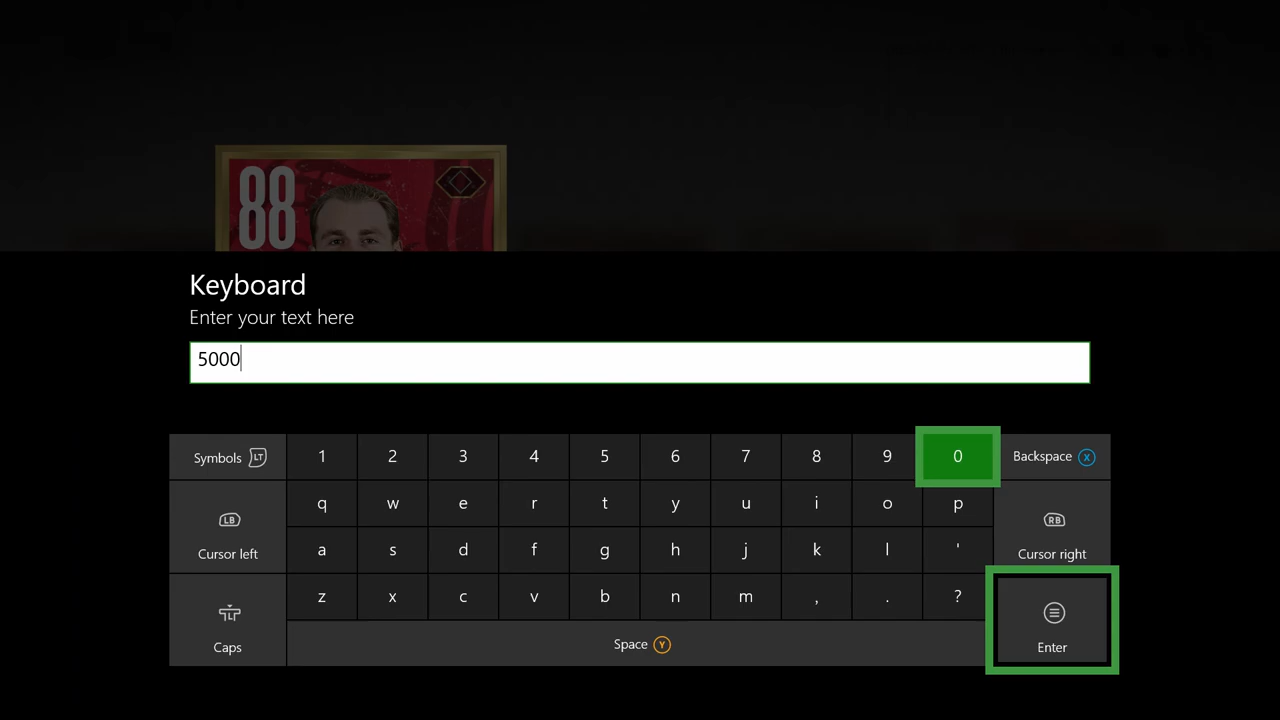 88
Keyboard
Enter your text here
5000
Symbols LT 1 2 3 4 5 6 7 8 9 0 Backspace X
q w e r t y u i o p
LB RB
Cursor left a s d f g h j k l ' Cursor right
z x c v b n m , . ?
Caps Space Y Enter